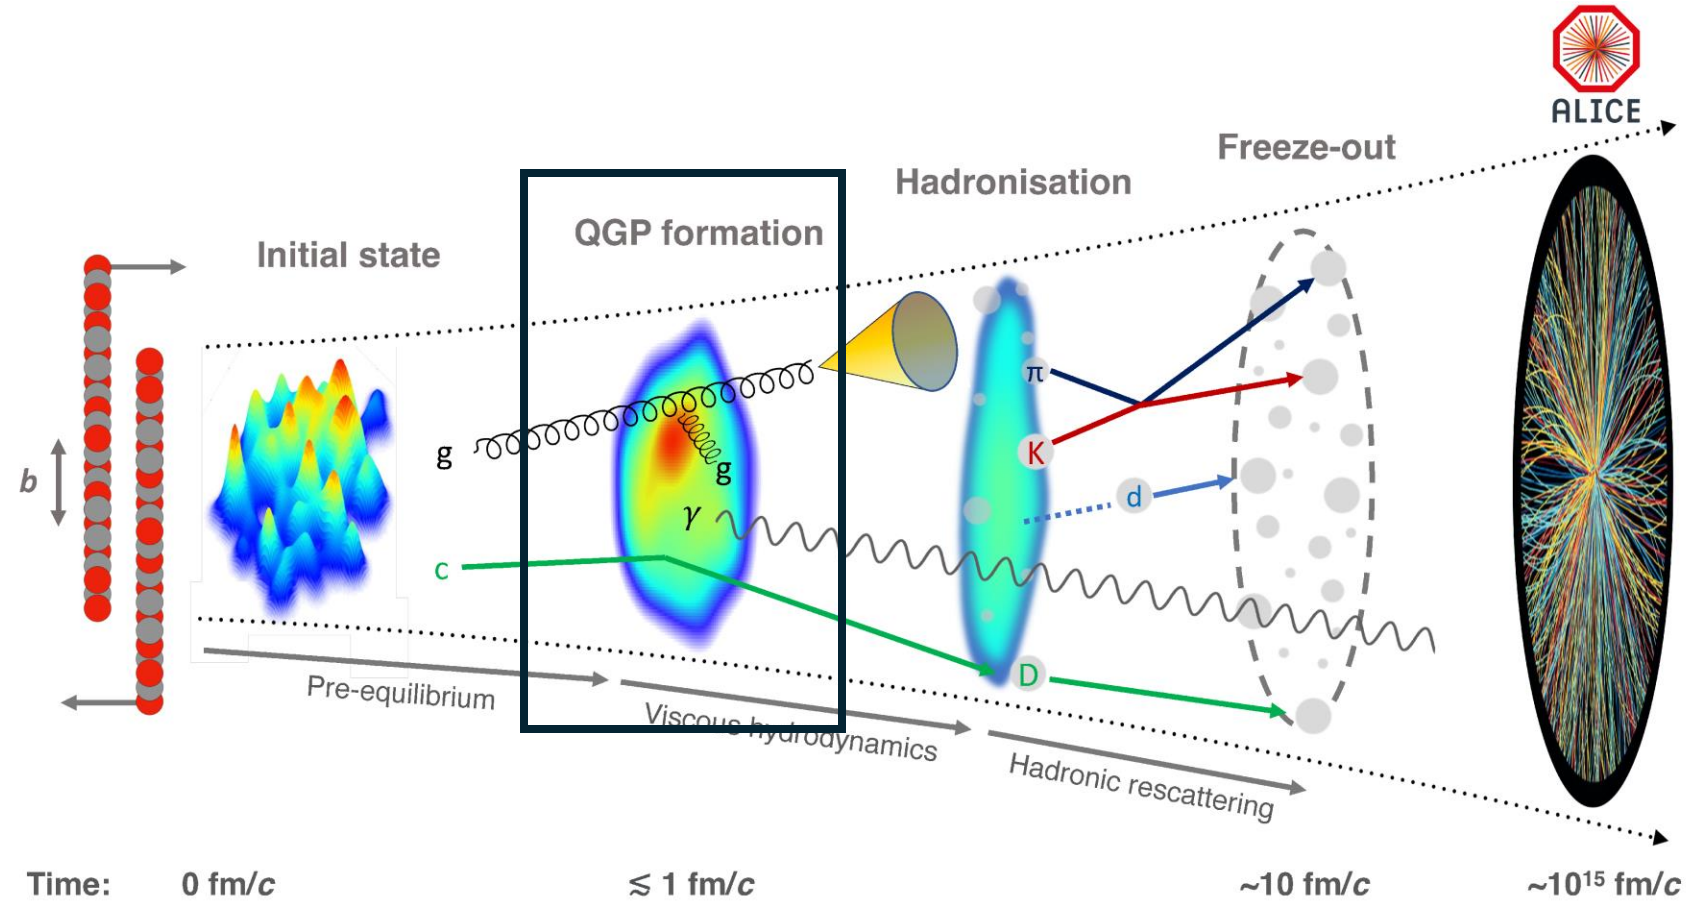 ALICE
Freeze-out
Hadronisation
QGP formation
Initial state
π
g
K
b
g
d
γ
c
D
Pre-equilibrium
Viscous hydrodynamics
Hadronic rescattering
Time: 0 fm/c ≲ 1 fm/c ~10 fm/c ~10¹⁵ fm/c